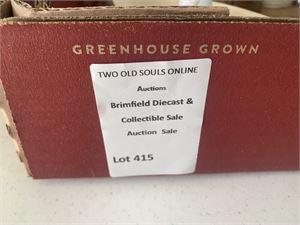 GREENHOUSE GROWN
TWO OLD SOULS ONLINE
Auctions
Brimfield Diecast &
Collectible Sale
Auction Sale
Lot 415